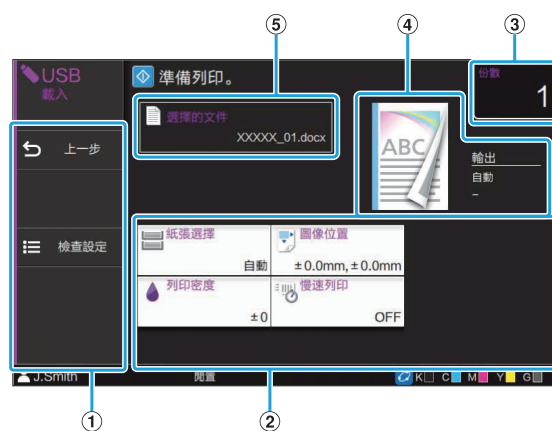 ⑤
④
③
USB
載入
準備列印。
份數
1
選擇的文件
XXXXX_01.docx
ABC
輸出
自動
–
上一步
檢查設定
紙張選擇
自動
圖像位置
±0.0mm,±0.0mm
列印密度
±0
慢速列印
OFF
J.Smith
閒置
K C M Y G
①
②